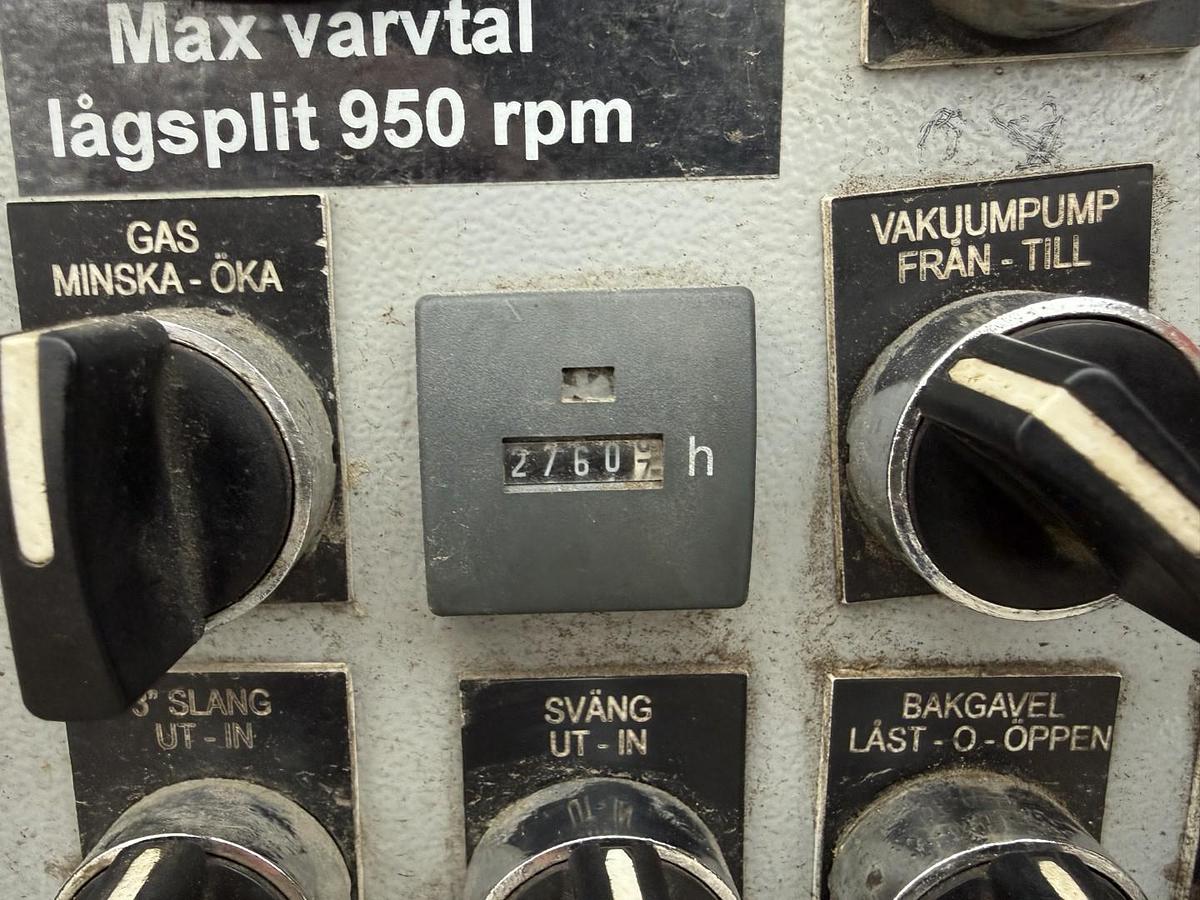 Max varvtal
lågsplit 950 rpm
GAS
MINSKA - ÖKA
VAKUUMPUMP
FRÅN - TILL
2760 h
SLANG
UT - IN
SVÄNG
UT - IN
BAKGAVEL
LÅST - O - ÖPPEN